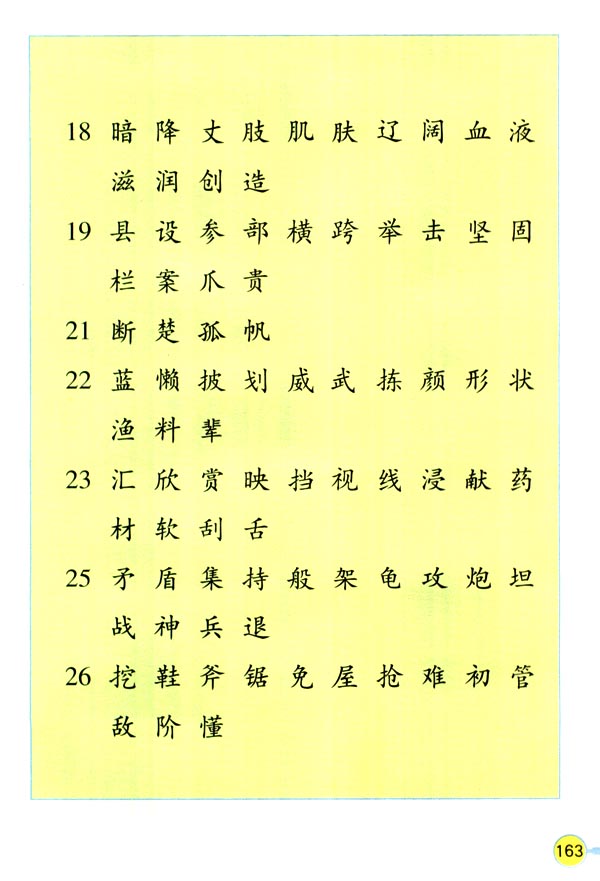 18 暗 降 丈 肢 肌 肤 辽 阔 血 液
滋 润 创 造
19 县 设 参 部 横 跨 举 击 坚 固
栏 案 爪 贵
21 断 楚 孤 帆
22 蓝 懒 披 划 威 武 拣 颜 形 状
渔 料 辈
23 汇 欣 赏 映 挡 视 线 浸 献 药
材 软 刮 舌
25 矛 盾 集 持 般 架 龟 攻 炮 坦
战 神 兵 退
26 挖 鞋 斧 锯 免 屋 抢 难 初 管
敌 阶 懂
163